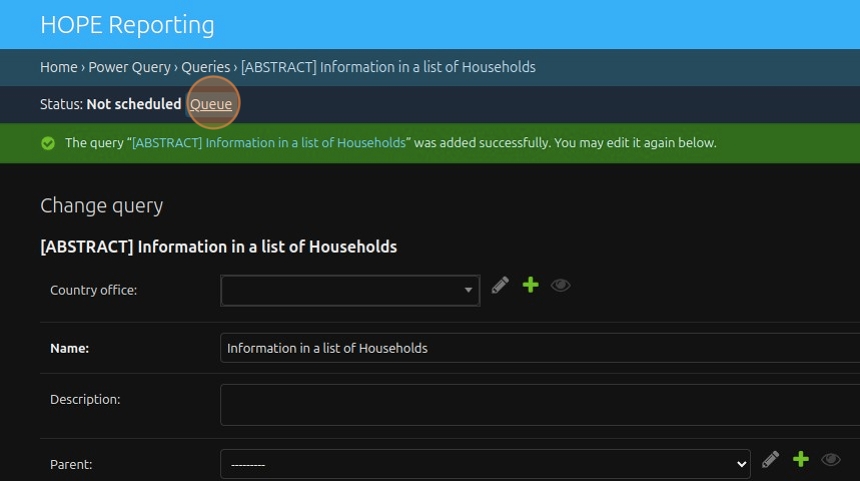 HOPE Reporting
Home › Power Query › Queries › [ABSTRACT] Information in a list of Households
Status: Not scheduled Queue
The query “[ABSTRACT] Information in a list of Households” was added successfully. You may edit it again below.
Change query
[ABSTRACT] Information in a list of Households
Country office:
Name: Information in a list of Households
Description:
Parent: ---------